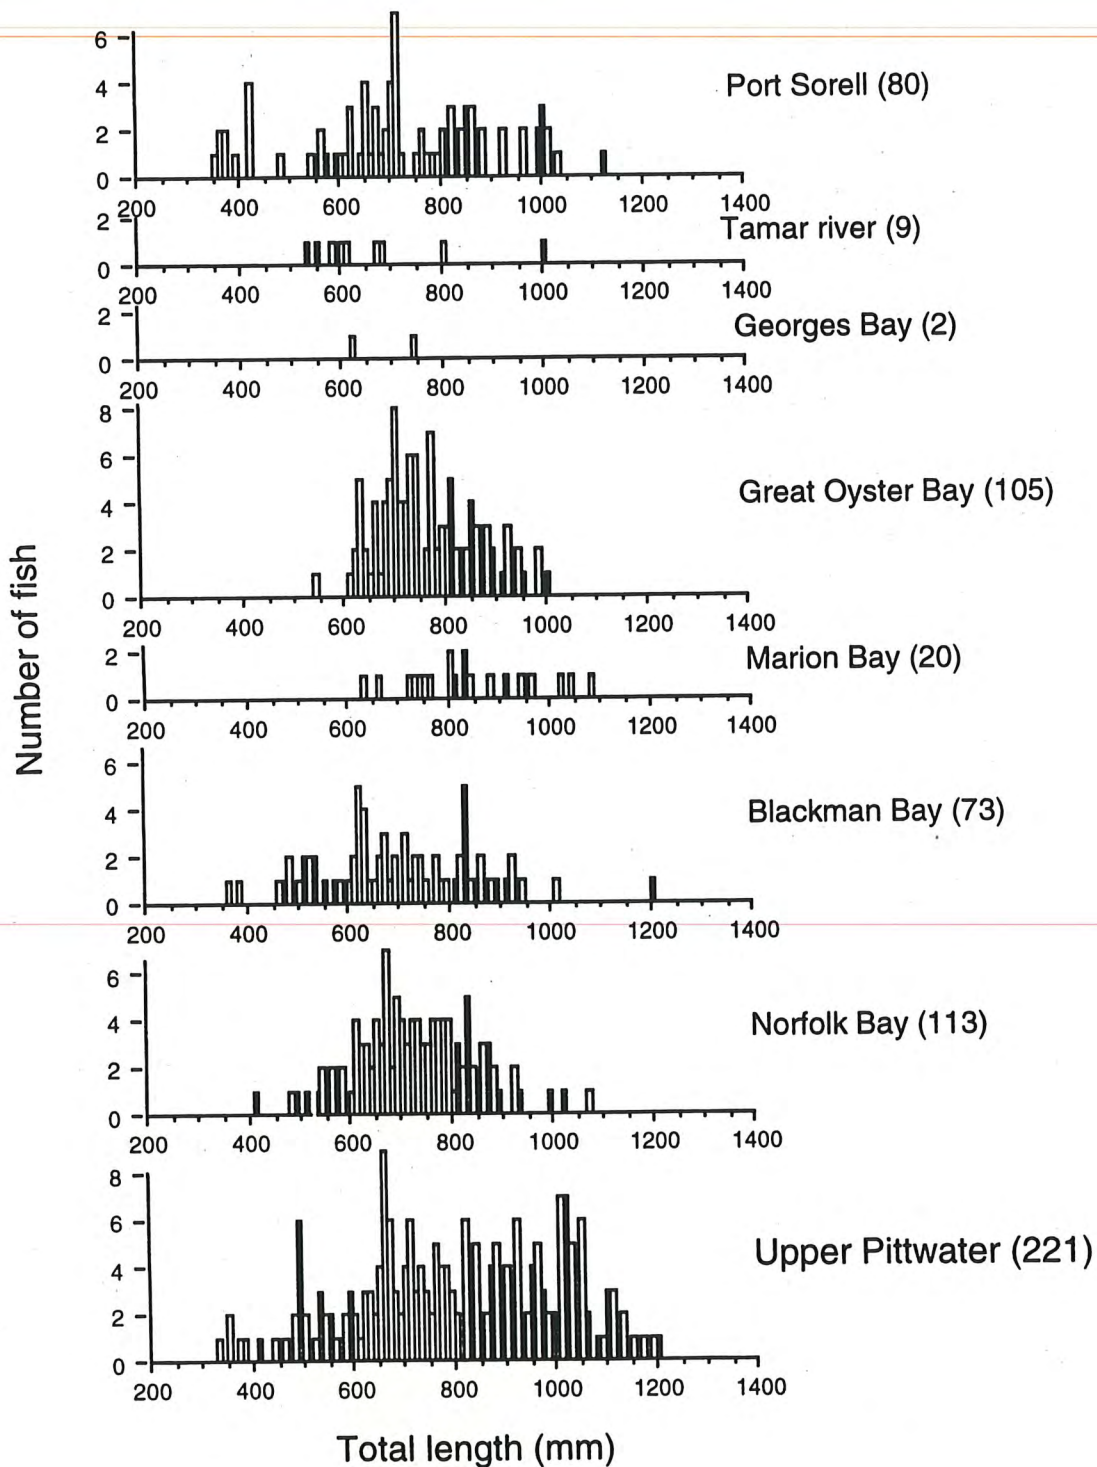 6
4
2
0
Port Sorell (80)
200 400 600 800 1000 1200 1400
2
0
Tamar river (9)
200 400 600 800 1000 1200 1400
2
0
Georges Bay (2)
200 400 600 800 1000 1200 1400
8
6
4
2
0
Great Oyster Bay (105)
200 400 600 800 1000 1200 1400
2
0
Marion Bay (20)
200 400 600 800 1000 1200 1400
6
4
2
0
Blackman Bay (73)
200 400 600 800 1000 1200 1400
6
4
2
0
Norfolk Bay (113)
200 400 600 800 1000 1200 1400
8
6
4
2
0
Upper Pittwater (221)
200 400 600 800 1000 1200 1400
Number of fish
Total length (mm)